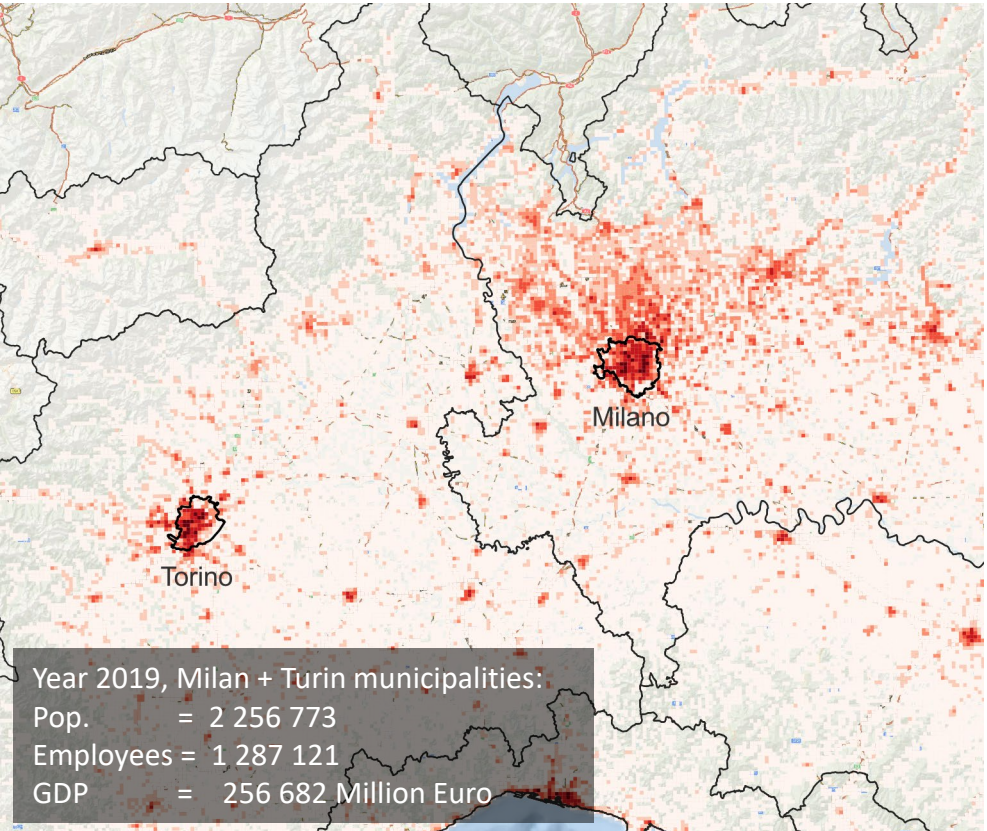 Milano
Torino
Year 2019, Milan + Turin municipalities:
Pop. = 2 256 773
Employees = 1 287 121
GDP = 256 682 Million Euro